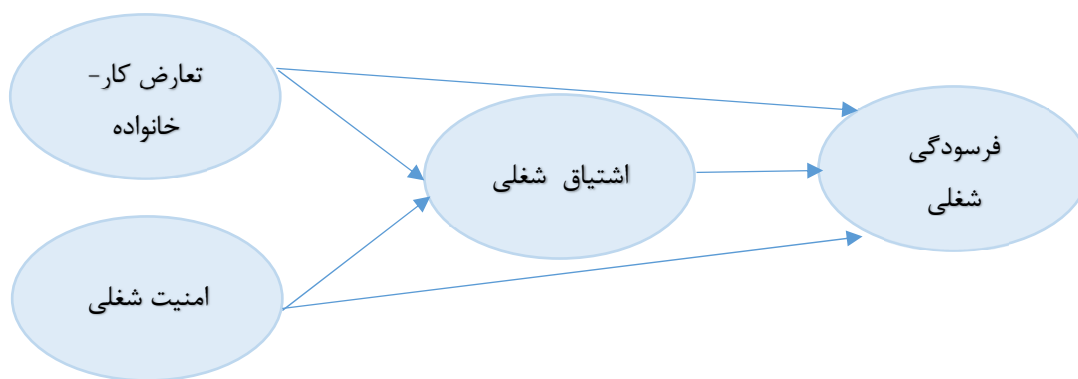 تعارض کار-
خانواده
اشتیاق شغلی
فرسودگی
شغلی
امنیت شغلی